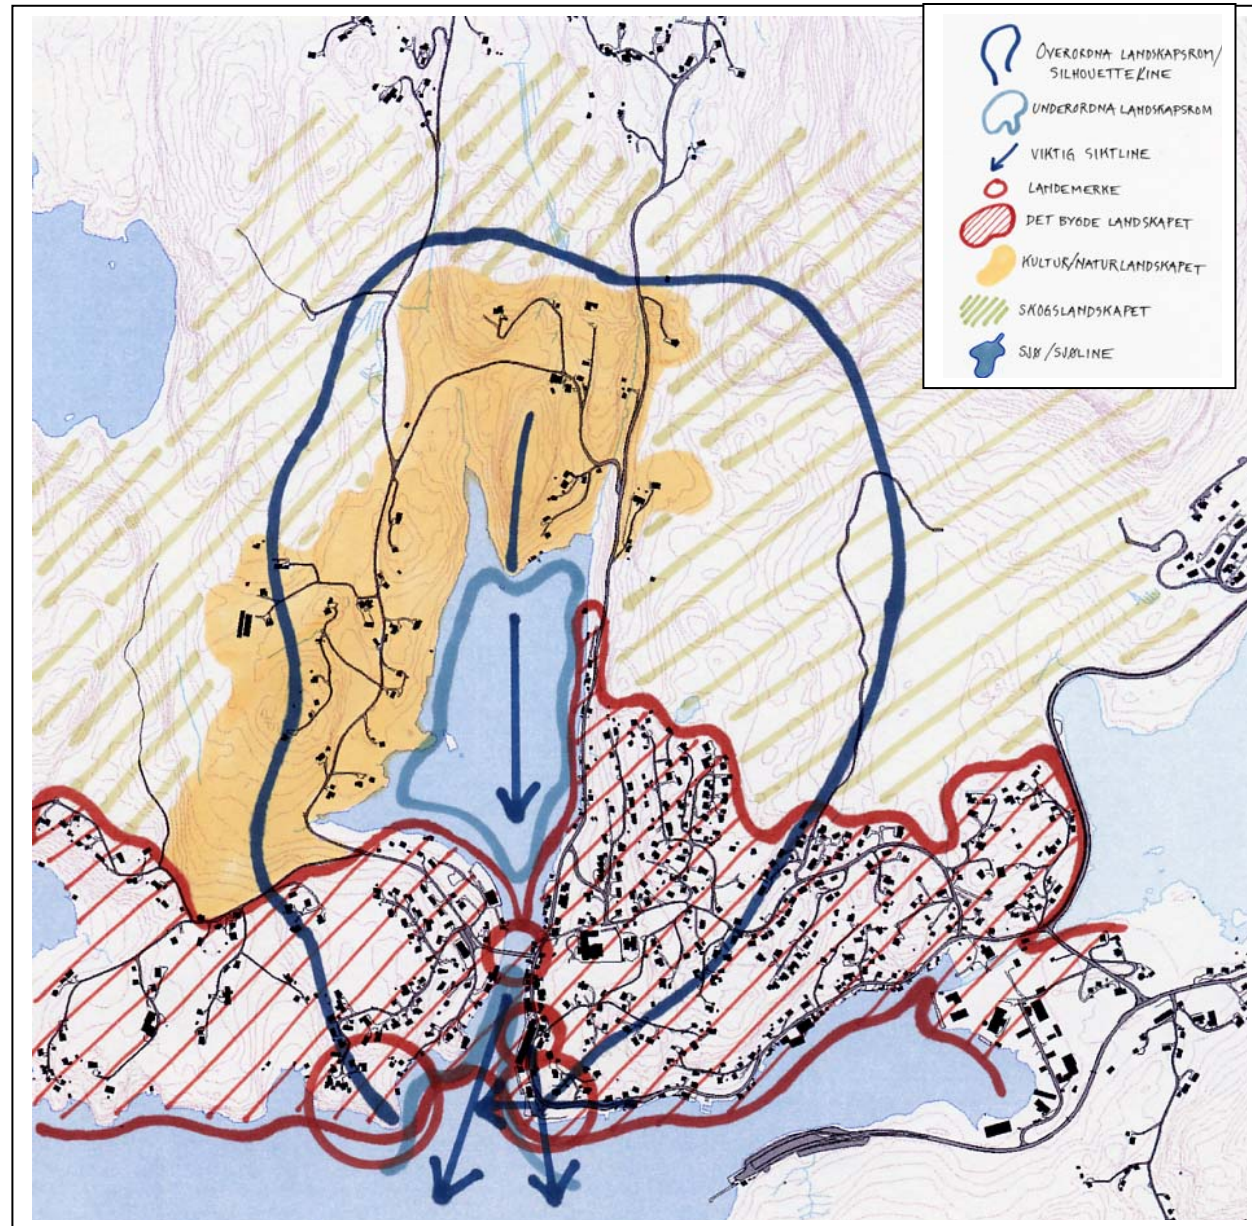 OVERORDNA LANDSKAPSROM/
SILHOUETTELINE
UNDERORDNA LANDSKAPSROM
VIKTIG SIKTLINE
LANDEMERKE
DET BYGDE LANDSKAPET
KULTUR/NATURLANDSKAPET
SKOGSLANDSKAPET
SJØ/SJØLINE